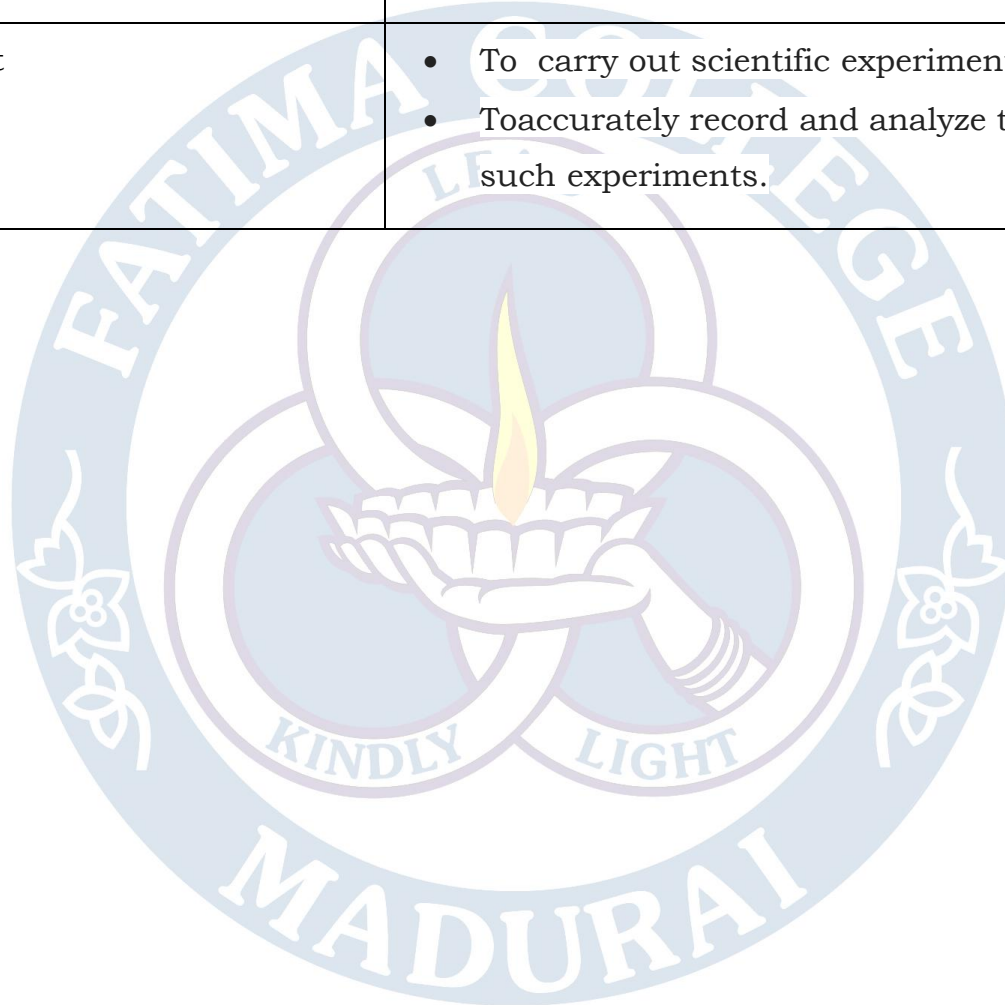 • To carry out scientific experimen
• Toaccurately record and analyze t
such experiments.
FATIMA COLLEGE
KINDLY
LIGHT
MADURAI